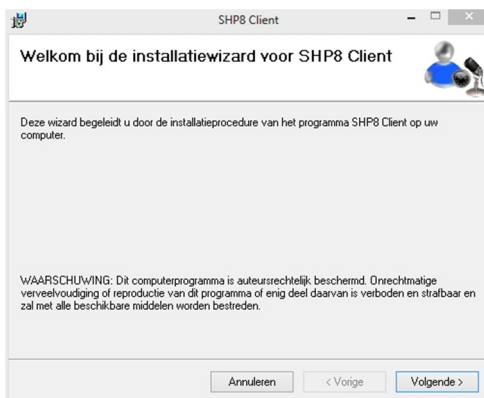 SHP8 Client
Welkom bij de installatiewizard voor SHP8 Client
Deze wizard begeleidt u door de installatieprocedure van het programma SHP8 Client op uw
computer.
WAARSCHUWING: Dit computerprogramma is auteursrechtelijk beschermd. Onrechtmatige
verveelvoudiging of reproductie van dit programma of enig deel daarvan is verboden en strafbaar en
zal met alle beschikbare middelen worden bestreden.
Annuleren < Vorige Volgende >